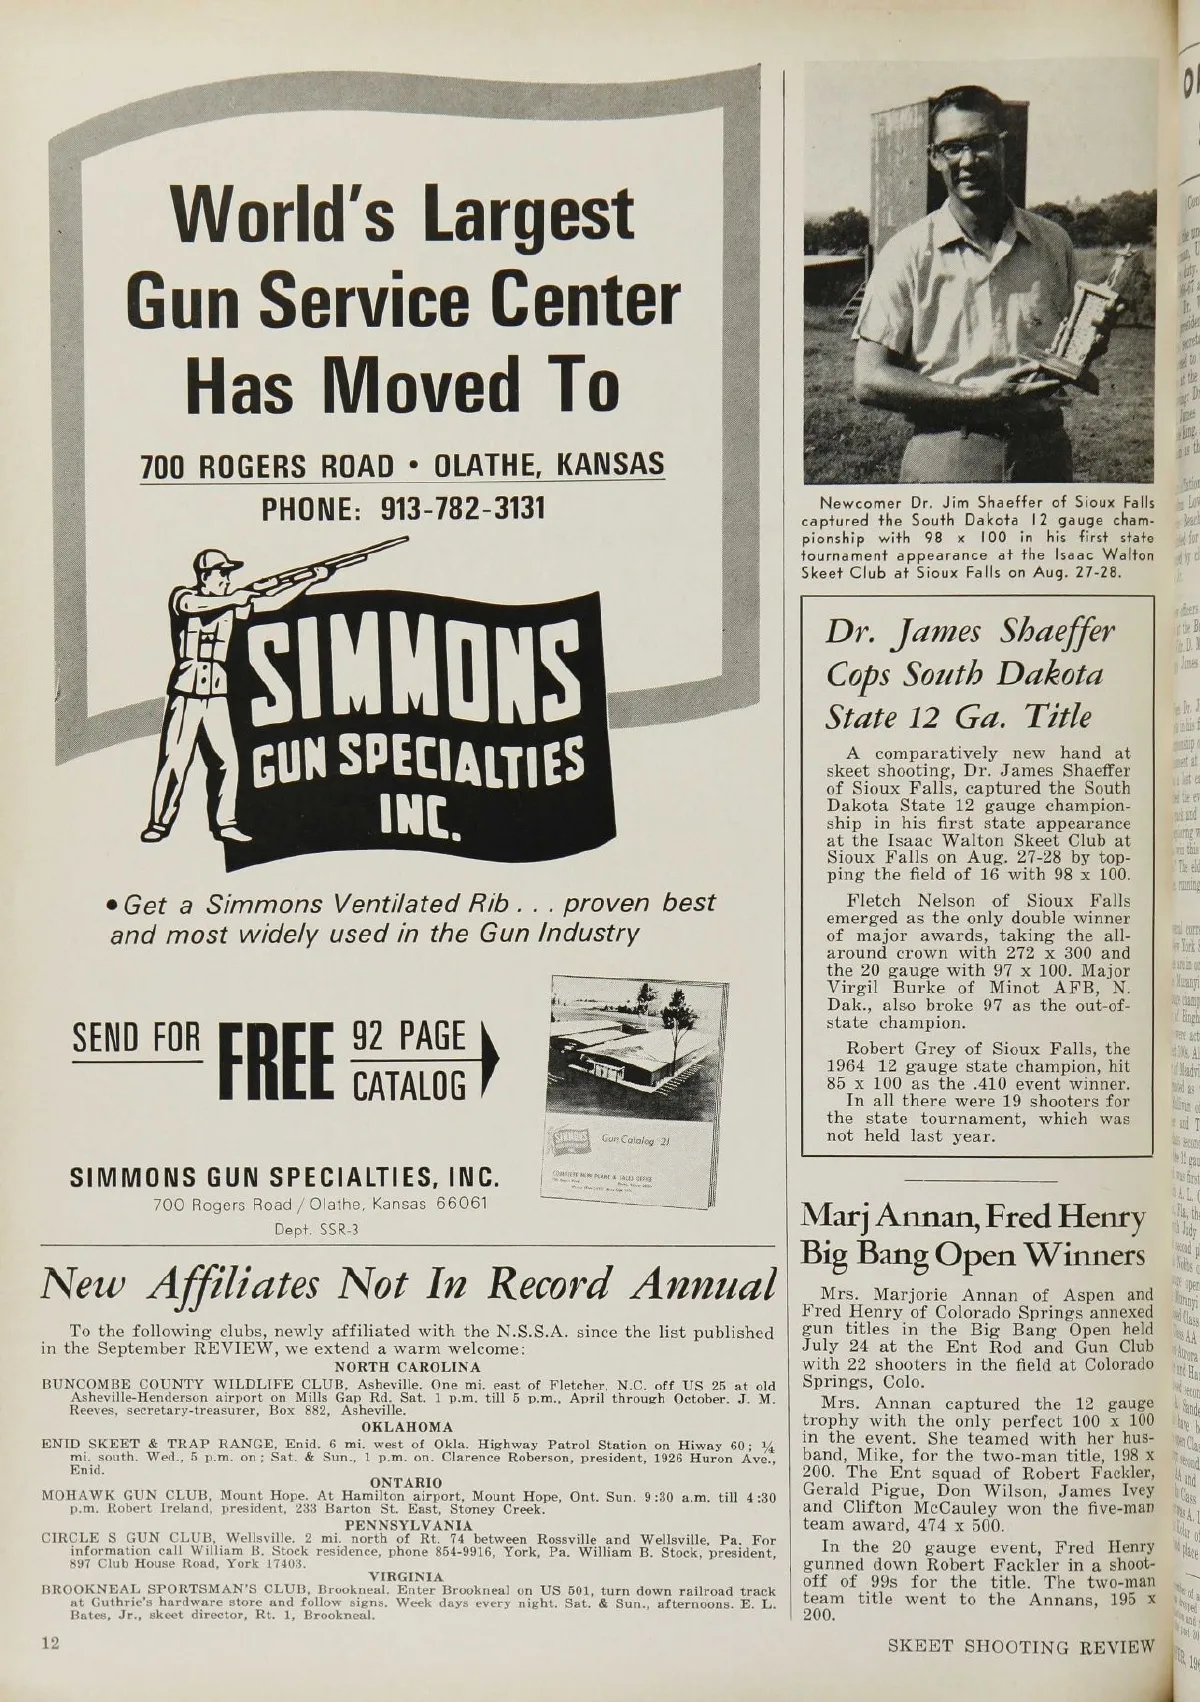 World's Largest
Gun Service Center
Has Moved To
700 ROGERS ROAD • OLATHE, KANSAS
PHONE: 913-782-3131
SIMMONS
GUN SPECIALTIES
INC.
• Get a Simmons Ventilated Rib . . . proven best
and most widely used in the Gun Industry
SEND FOR FREE 92 PAGE CATALOG
Gun Catalog 21
SIMMONS GUN SPECIALTIES, INC.
700 Rogers Road / Olathe, Kansas 66061
Dept. SSR-3
New Affiliates Not In Record Annual
To the following clubs, newly affiliated with the N.S.S.A. since the list published
in the September REVIEW, we extend a warm welcome:
NORTH CAROLINA
BUNCOMBE COUNTY WILDLIFE CLUB, Asheville. One mi. east of Fletcher, N.C. off US 25 at old
Asheville-Henderson airport on Mills Gap Rd. Sat. 1 p.m. till 5 p.m., April through October. J. M.
Reeves, secretary-treasurer, Box 882, Asheville.
OKLAHOMA
ENID SKEET & TRAP RANGE, Enid. 6 mi. west of Okla. Highway Patrol Station on Hiway 60; ¼
mi. south. Wed., 5 p.m. on; Sat. & Sun., 1 p.m. on. Clarence Roberson, president, 1926 Huron Ave.,
Enid.
ONTARIO
MOHAWK GUN CLUB, Mount Hope. At Hamilton airport, Mount Hope, Ont. Sun. 9:30 a.m. till 4:30
p.m. Robert Ireland, president, 233 Barton St. East, Stoney Creek.
PENNSYLVANIA
CIRCLE S GUN CLUB, Wellsville. 2 mi. north of Rt. 74 between Rossville and Wellsville, Pa. For
information call William B. Stock residence, phone 854-9916, York, Pa. William B. Stock, president,
897 Club House Road, York 17403.
VIRGINIA
BROOKNEAL SPORTSMAN'S CLUB, Brookneal. Enter Brookneal on US 501, turn down railroad track
at Guthrie's hardware store and follow signs. Week days every night. Sat. & Sun., afternoons. E. L.
Bates, Jr., skeet director, Rt. 1, Brookneal.
Newcomer Dr. Jim Shaeffer of Sioux Falls
captured the South Dakota 12 gauge cham-
pionship with 98 x 100 in his first state
tournament appearance at the Isaac Walton
Skeet Club at Sioux Falls on Aug. 27-28.
Dr. James Shaeffer
Cops South Dakota
State 12 Ga. Title
A comparatively new hand at
skeet shooting, Dr. James Shaeffer
of Sioux Falls, captured the South
Dakota State 12 gauge champion-
ship in his first state appearance
at the Isaac Walton Skeet Club at
Sioux Falls on Aug. 27-28 by top-
ping the field of 16 with 98 x 100.
Fletch Nelson of Sioux Falls
emerged as the only double winner
of major awards, taking the all-
around crown with 272 x 300 and
the 20 gauge with 97 x 100. Major
Virgil Burke of Minot AFB, N.
Dak., also broke 97 as the out-of-
state champion.
Robert Grey of Sioux Falls, the
1964 12 gauge state champion, hit
85 x 100 as the .410 event winner.
In all there were 19 shooters for
the state tournament, which was
not held last year.
Marj Annan, Fred Henry
Big Bang Open Winners
Mrs. Marjorie Annan of Aspen and
Fred Henry of Colorado Springs annexed
gun titles in the Big Bang Open held
July 24 at the Ent Rod and Gun Club
with 22 shooters in the field at Colorado
Springs, Colo.
Mrs. Annan captured the 12 gauge
trophy with the only perfect 100 x 100
in the event. She teamed with her hus-
band, Mike, for the two-man title, 198 x
200. The Ent squad of Robert Fackler,
Gerald Pigue, Don Wilson, James Ivey
and Clifton McCauley won the five-man
team award, 474 x 500.
In the 20 gauge event, Fred Henry
gunned down Robert Fackler in a shoot-
off of 99s for the title. The two-man
team title went to the Annans, 195 x
200.
12
SKEET SHOOTING REVIEW